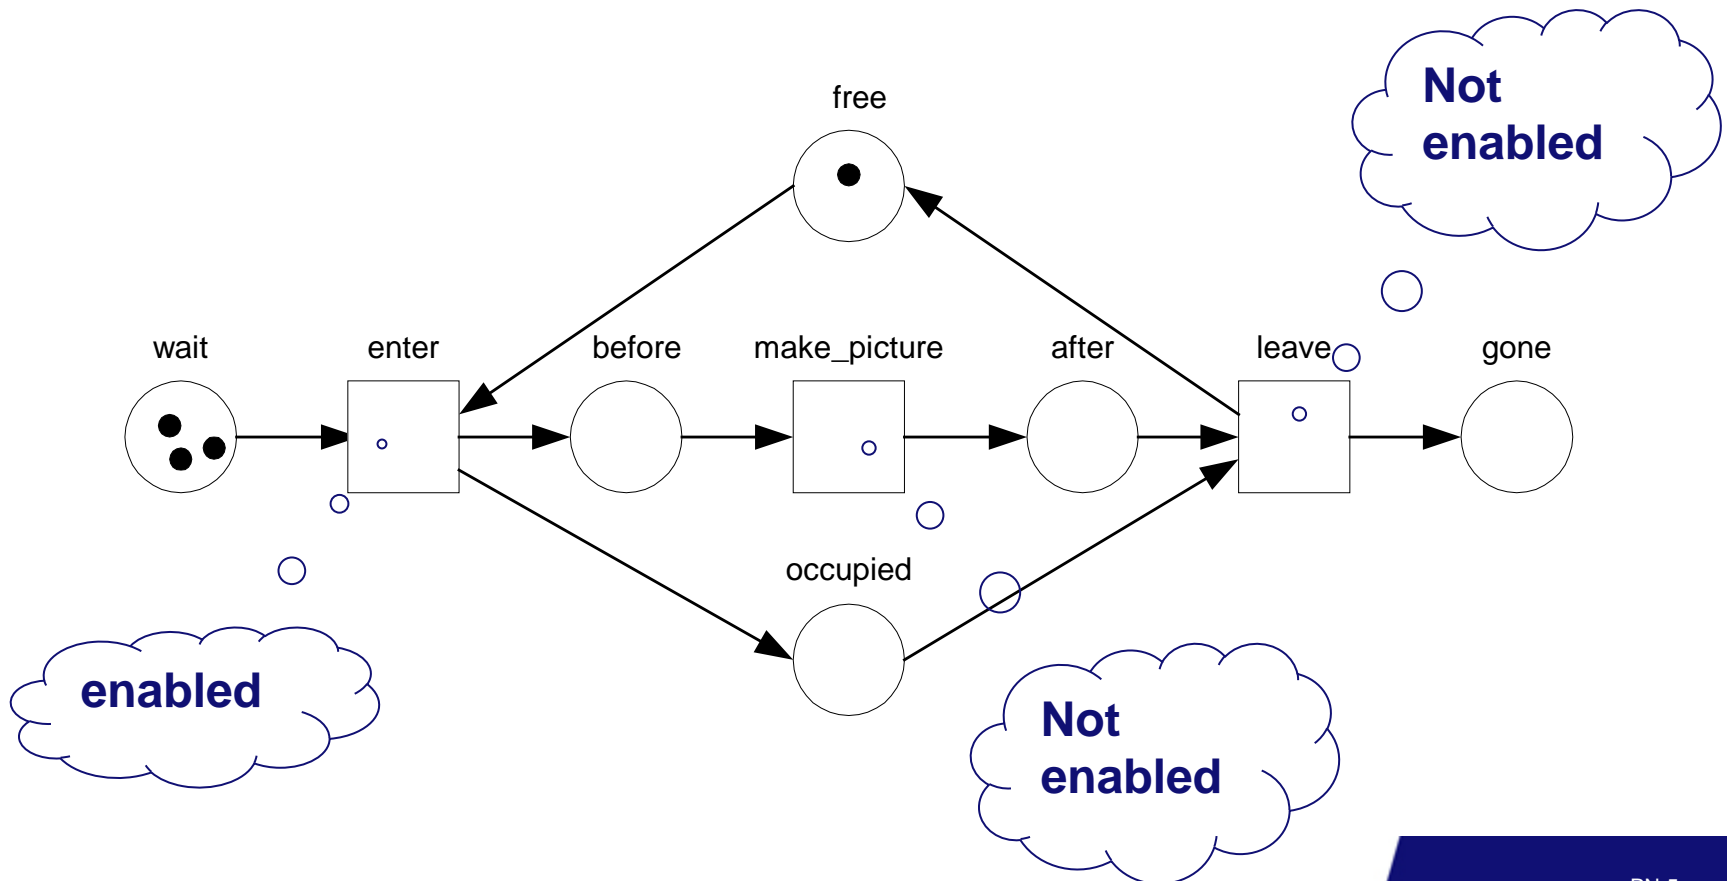 Not
enabled
free
wait
enter
before
make_picture
after
leave
gone
occupied
enabled
Not
enabled